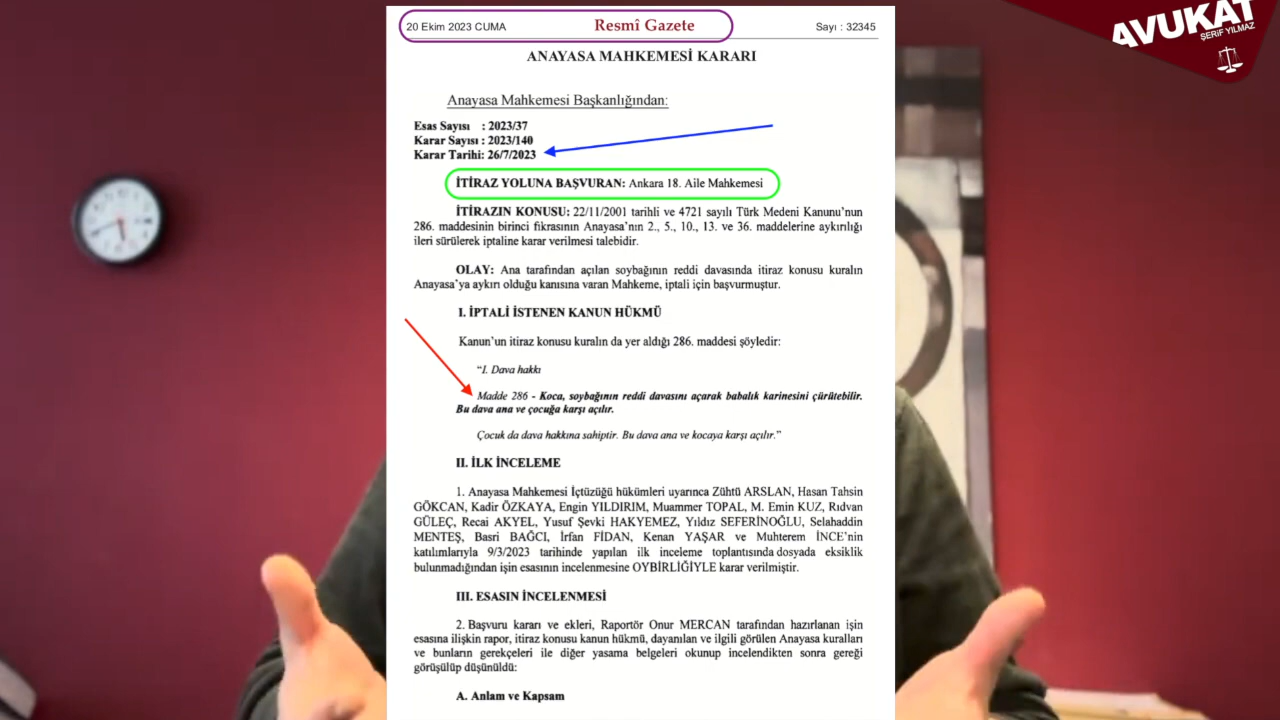 20 Ekim 2023 CUMA
Resmî Gazete
Sayı : 32345
AVUKAT
ŞERİF YILMAZ
ANAYASA MAHKEMESİ KARARI
Anayasa Mahkemesi Başkanlığından:
Esas Sayısı : 2023/37
Karar Sayısı : 2023/140
Karar Tarihi: 26/7/2023
İTİRAZ YOLUNA BAŞVURAN: Ankara 18. Aile Mahkemesi
İTİRAZIN KONUSU: 22/11/2001 tarihli ve 4721 sayılı Türk Medeni Kanunu’nun
286. maddesinin birinci fıkrasının Anayasa’nın 2., 5., 10., 13. ve 36. maddelerine aykırılığı
ileri sürülerek iptaline karar verilmesi talebidir.
OLAY: Ana tarafından açılan soybağının reddi davasında itiraz konusu kuralın
Anayasa’ya aykırı olduğu kanısına varan Mahkeme, iptali için başvurmuştur.
I. İPTALİ İSTENEN KANUN HÜKMÜ
Kanun’un itiraz konusu kuralın da yer aldığı 286. maddesi şöyledir:
“I. Dava hakkı
Madde 286 - Koca, soybağının reddi davasını açarak babalık karinesini çürütebilir.
Bu dava ana ve çocuğa karşı açılır.
Çocuk da dava hakkına sahiptir. Bu dava ana ve kocaya karşı açılır.”
II. İLK İNCELEME
1. Anayasa Mahkemesi İçtüzüğü hükümleri uyarınca Zühtü ARSLAN, Hasan Tahsin
GÖKCAN, Kadir ÖZKAYA, Engin YILDIRIM, Muammer TOPAL, M. Emin KUZ, Rıdvan
GÜLEÇ, Recai AKYEL, Yusuf Şevki HAKYEMEZ, Yıldız SEFERİNOĞLU, Selahaddin
MENTEŞ, Basri BAĞCI, İrfan FİDAN, Kenan YAŞAR ve Muhterem İNCE’nin
katılımlarıyla 9/3/2023 tarihinde yapılan ilk inceleme toplantısında dosyada eksiklik
bulunmadığından işin esasının incelenmesine OYBİRLİĞİYLE karar verilmiştir.
III. ESASIN İNCELENMESİ
2. Başvuru kararı ve ekleri, Raportör Onur MERCAN tarafından hazırlanan işin
esasına ilişkin rapor, itiraz konusu kanun hükmü, dayanılan ve ilgili görülen Anayasa kuralları
ve bunların gerekçeleri ile diğer yasama belgeleri okunup incelendikten sonra gereği
görüşülüp düşünüldü:
A. Anlam ve Kapsam